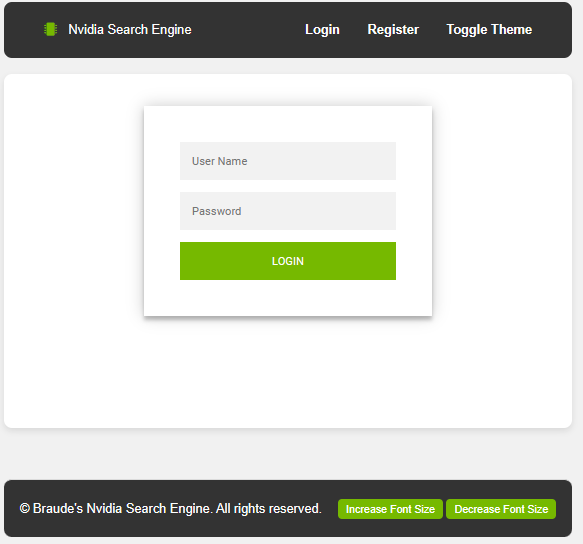 Nvidia Search Engine
Login
Register
Toggle Theme
User Name
Password
LOGIN
© Braude's Nvidia Search Engine. All rights reserved.
Increase Font Size
Decrease Font Size